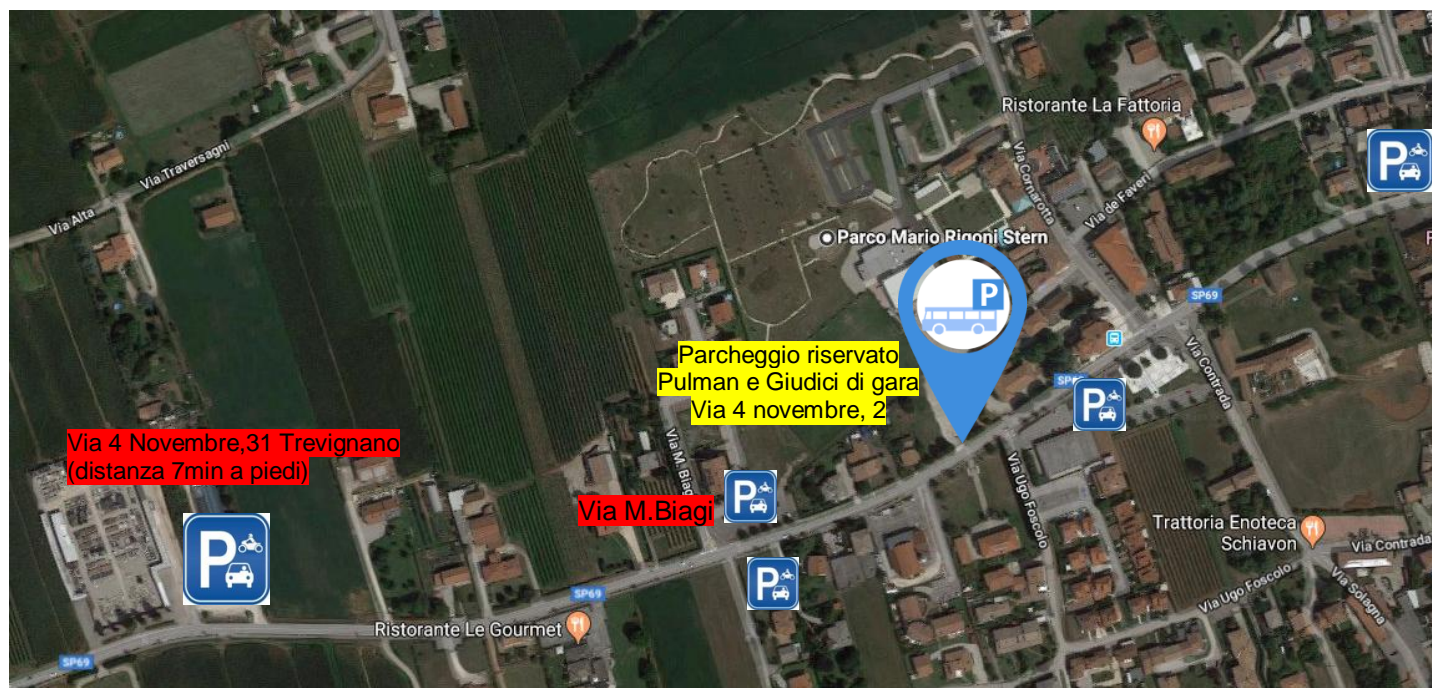 Ristorante La Fattoria
Via Traversagni
Via Alta
Via Cornarotta
Via de Faveri
P
Parco Mario Rigoni Stern
P
SP69
Parcheggio riservato
Pulman e Giudici di gara
Via 4 novembre, 2
Via Contrada
SP69
P
Via 4 Novembre,31 Trevignano
(distanza 7min a piedi)
Via M. Biagi
Via M.Biagi
P
Via Ugo Foscolo
Trattoria Enoteca
Schiavon
Via Contrada
P
P
SP69
Via Ugo Foscolo
Via Solagna
Ristorante Le Gourmet
SP69